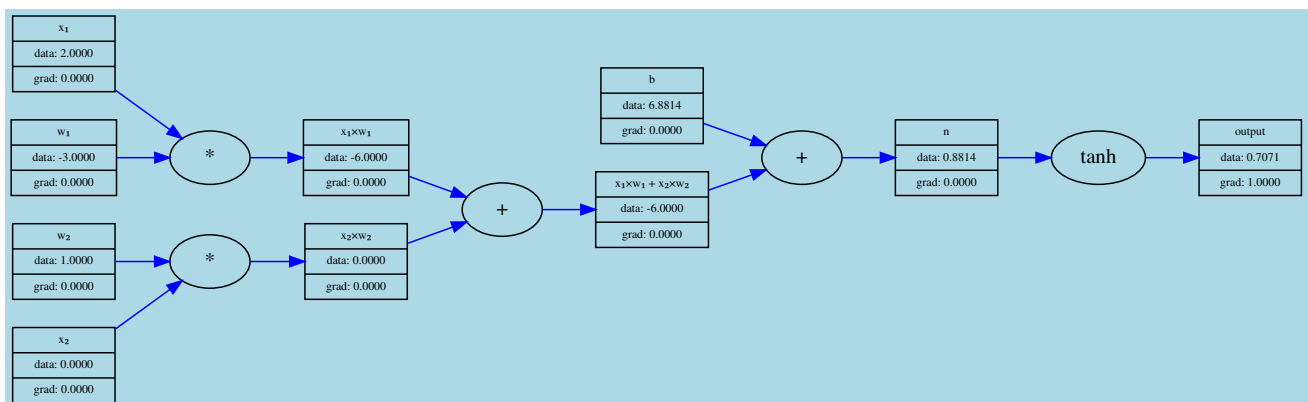 x₁
data: 2.0000
grad: 0.0000
w₁
data: -3.0000
grad: 0.0000
*
x₁×w₁
data: -6.0000
grad: 0.0000
w₂
data: 1.0000
grad: 0.0000
x₂
data: 0.0000
grad: 0.0000
*
x₂×w₂
data: 0.0000
grad: 0.0000
+
x₁×w₁ + x₂×w₂
data: -6.0000
grad: 0.0000
b
data: 6.8814
grad: 0.0000
+
n
data: 0.8814
grad: 0.0000
tanh
output
data: 0.7071
grad: 1.0000